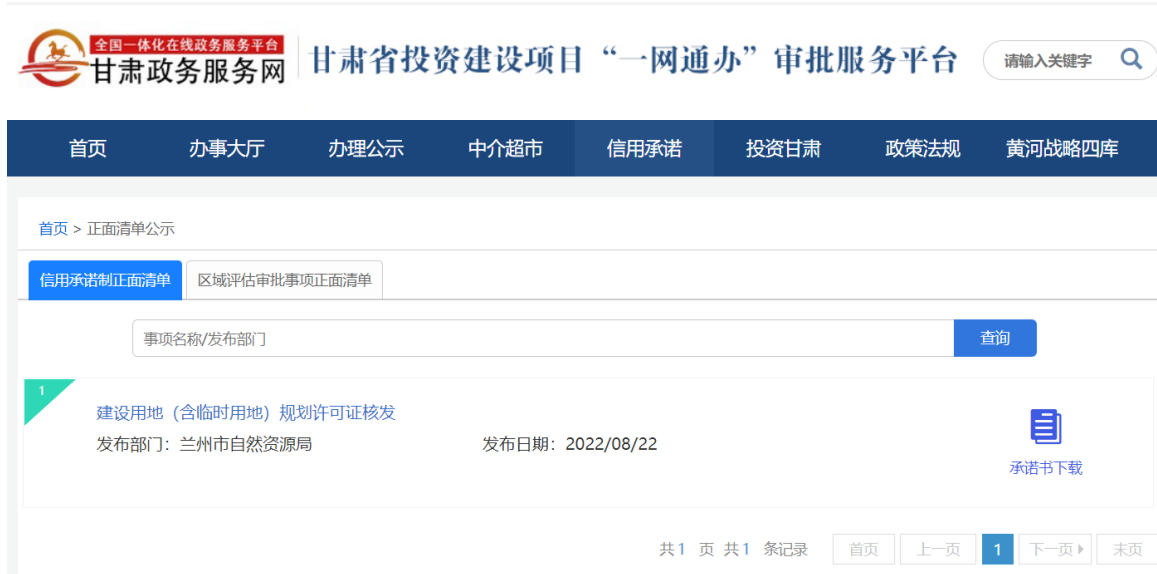 全国一体化在线政务服务平台
甘肃政务服务网
甘肃省投资建设项目“一网通办”审批服务平台
请输入关键字
首页 办事大厅 办理公示 中介超市 信用承诺 投资甘肃 政策法规 黄河战略四库
首页 > 正面清单公示
信用承诺制正面清单 区域评估审批事项正面清单
事项名称/发布部门 查询
1
建设用地（含临时用地）规划许可证核发
发布部门：兰州市自然资源局 发布日期：2022/08/22
承诺书下载
共1 页 共1 条记录 首页 上一页 1 下一页 末页